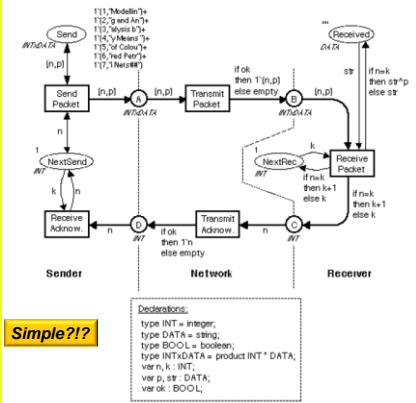 1`(1,"Modellin")+
1`(2,"g and An")+
1`(3,"alysis b")+
1`(4,"y Means ")+
1`(5,"of Colou")+
1`(6,"red Petr")+
1`(7,"i Nets##")
Send
INTxDATA
(n,p)
Send
Packet
(n,p)
A
INTxDATA
Transmit
Packet
if ok
then 1`(n,p)
else empty
B
INTxDATA
(n,p)
""
Received
DATA
str
if n=k
then str^p
else str
n
1
NextSend
INT
k
n
1
NextRec
INT
k
if n=k
then k+1
else k
Receive
Packet
if n=k
then k+1
else k
Receive
Acknow.
n
D
INT
if ok
then 1`n
else empty
Transmit
Acknow.
n
C
INT
Sender
Network
Receiver
Simple?!?
Declarations:
type INT = integer;
type DATA = string;
type BOOL = boolean;
type INTxDATA = product INT * DATA;
var n, k : INT;
var p, str : DATA;
var ok : BOOL;